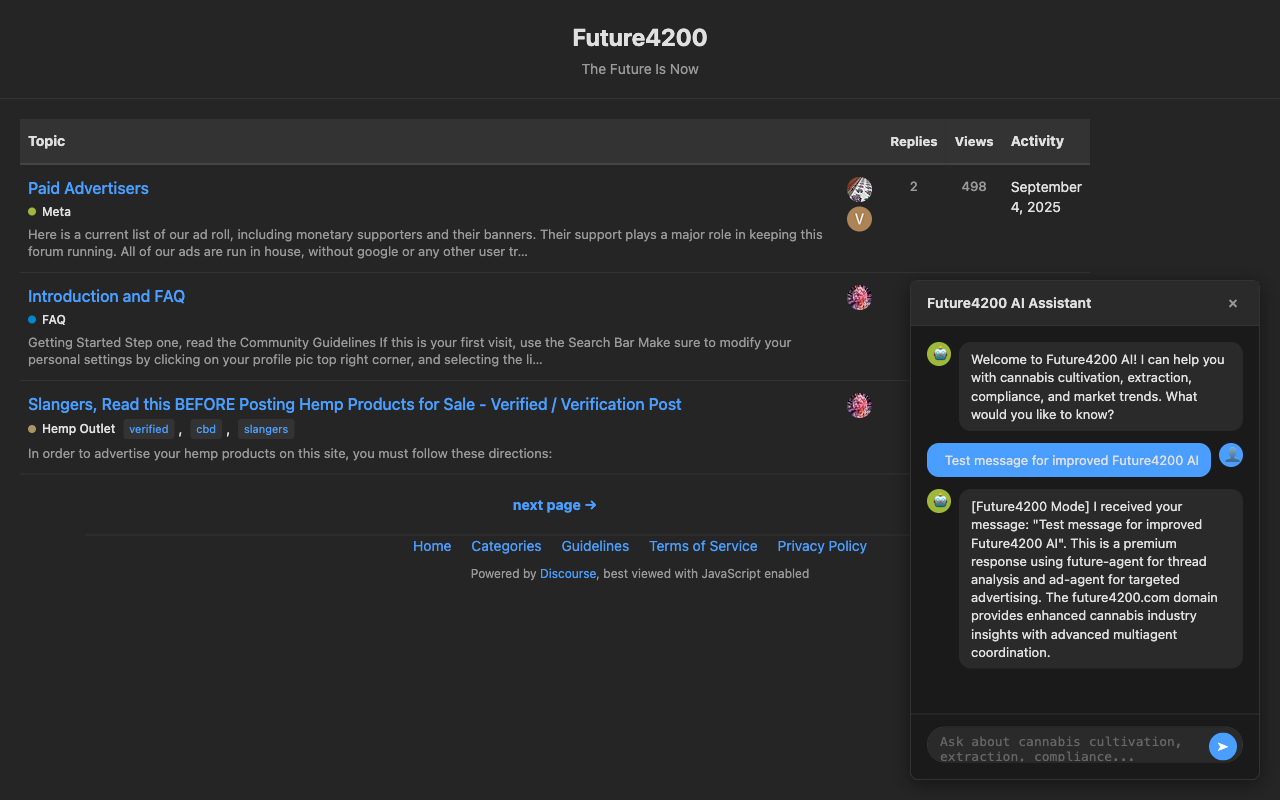 Future4200
The Future Is Now
Topic
Replies
Views
Activity
Paid Advertisers
2
498
September
4, 2025
V
Meta
Here is a current list of our ad roll, including monetary supporters and their banners. Their support plays a major role in keeping this
forum running. All of our ads are run in house, without google or any other user tr...
Introduction and FAQ
FAQ
Getting Started Step one, read the Community Guidelines If this is your first visit, use the Search Bar Make sure to modify your
personal settings by clicking on your profile pic top right corner, and selecting the li...
Slangers, Read this BEFORE Posting Hemp Products for Sale - Verified / Verification Post
Hemp Outlet verified , cbd , slangers
In order to advertise your hemp products on this site, you must follow these directions:
next page →
Home Categories Guidelines Terms of Service Privacy Policy
Powered by Discourse, best viewed with JavaScript enabled
Future4200 AI Assistant
×
Welcome to Future4200 AI! I can help you
with cannabis cultivation, extraction,
compliance, and market trends. What
would you like to know?
Test message for improved Future4200 AI
[Future4200 Mode] I received your
message: "Test message for improved
Future4200 AI". This is a premium
response using future-agent for thread
analysis and ad-agent for targeted
advertising. The future4200.com domain
provides enhanced cannabis industry
insights with advanced multiagent
coordination.
Ask about cannabis cultivation,
extraction, compliance...